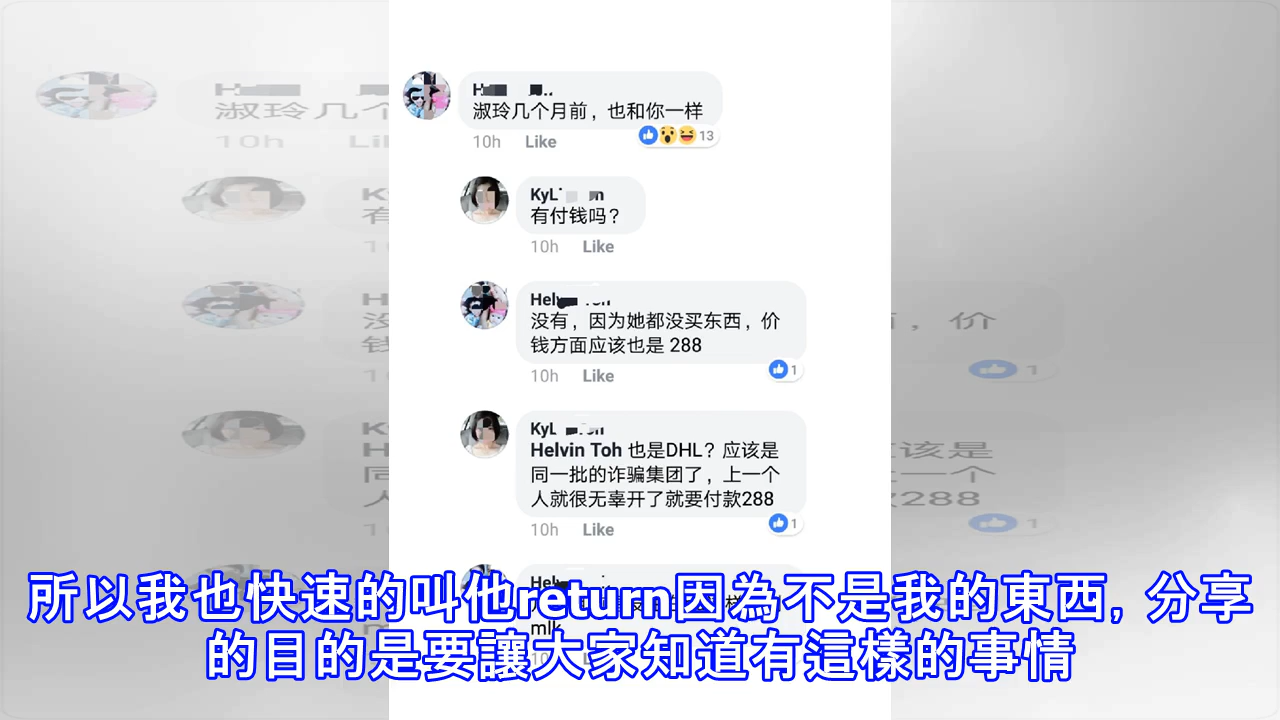 淑玲几个月前，也和你一样
10h Like 13
KyL
有付钱吗？
10h Like
Hel
没有，因为她都没买东西，价
钱方面应该也是 288
10h Like 1
KyL
Helvin Toh 也是DHL？应该是
同一批的诈骗集团了，上一个
人就很无辜开了就要付款288
10h Like 1
Hel
mlk
所以我也快速的叫他return因為不是我的東西, 分享
的目的是要讓大家知道有這樣的事情